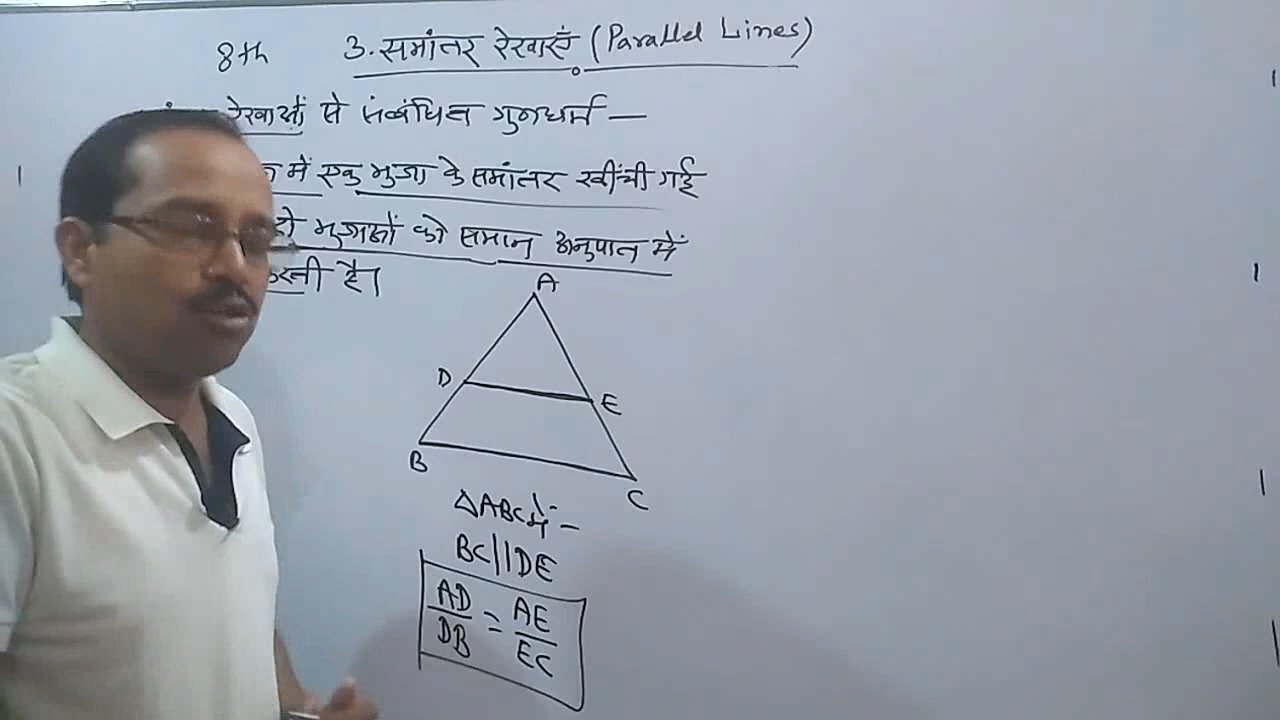 8th 3. समांतर रेखाएँ (Parallel Lines)
रेखाओं से संबंधित गुणधर्म —
में एक भुजा के समांतर खींची गई
भुजाओं को समान अनुपात में
करती है।
A
D
E
B
C
△ABC में -
BC||DE
AD/DB = AE/EC